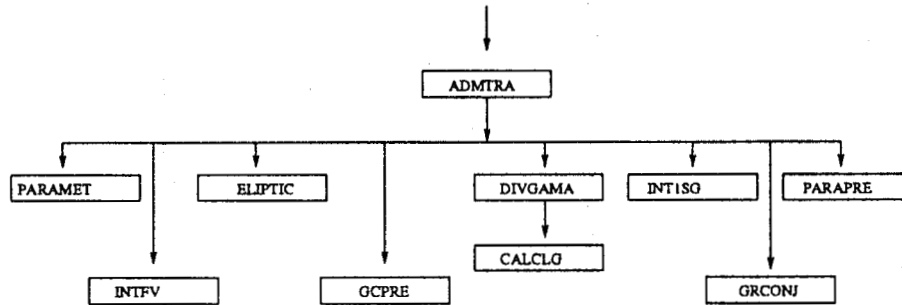 ADMTRA
PARAMET ELIPTIC DIVGAMA INT1SG PARAPRE
CALCLG
INTFV GCPRE GRCONJ